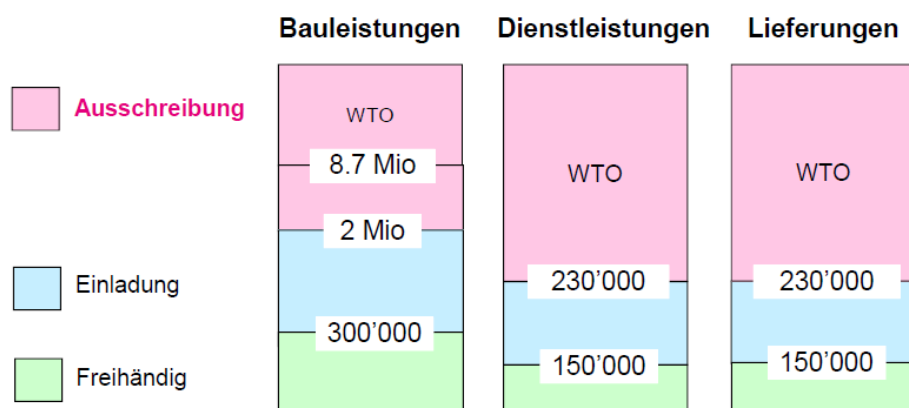 Bauleistungen Dienstleistungen Lieferungen
Ausschreibung
WTO
8.7 Mio
WTO WTO
2 Mio
Einladung
230’000 230’000
300’000
Freihändig
150’000 150’000